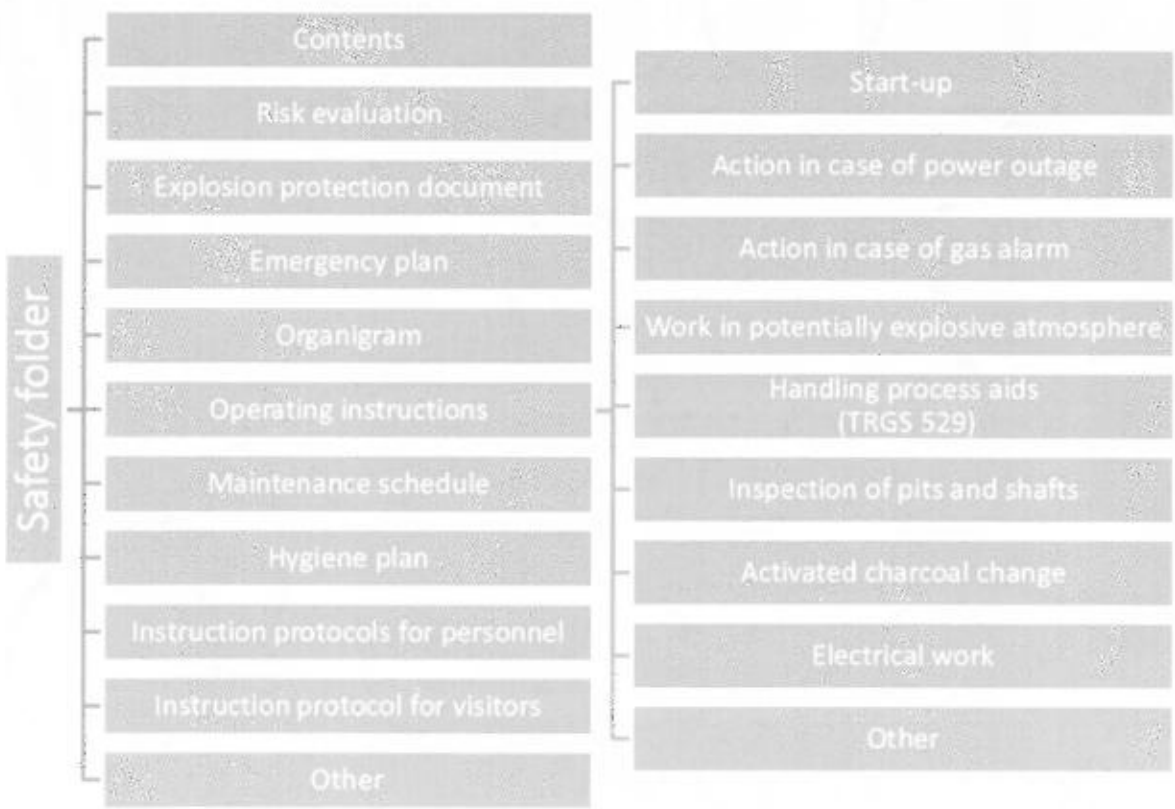 Safety folder
Contents
Risk evaluation
Explosion protection document
Emergency plan
Organigram
Operating instructions
Maintenance schedule
Hygiene plan
Instruction protocols for personnel
Instruction protocol for visitors
Other
Start-up
Action in case of power outage
Action in case of gas alarm
Work in potentially explosive atmosphere
Handling process aids
(TRGS 529)
Inspection of pits and shafts
Activated charcoal change
Electrical work
Other